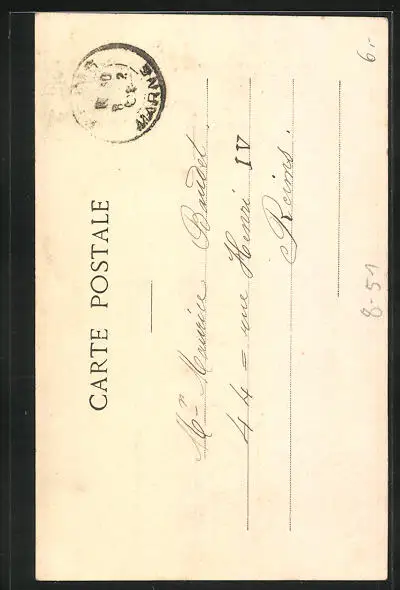 CARTE POSTALE
MARNE
Mr Maurice Baudet
44 = rue Henri IV
Reims.
6.-
8-51